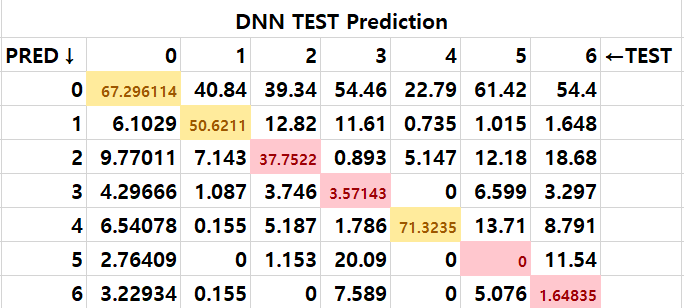 DNN TEST Prediction
PRED↓ 0 1 2 3 4 5 6 ←TEST
0 67.296114 40.84 39.34 54.46 22.79 61.42 54.4
1 6.1029 50.6211 12.82 11.61 0.735 1.015 1.648
2 9.77011 7.143 37.7522 0.893 5.147 12.18 18.68
3 4.29666 1.087 3.746 3.57143 0 6.599 3.297
4 6.54078 0.155 5.187 1.786 71.3235 13.71 8.791
5 2.76409 0 1.153 20.09 0 0 11.54
6 3.22934 0.155 0 7.589 0 5.076 1.64835